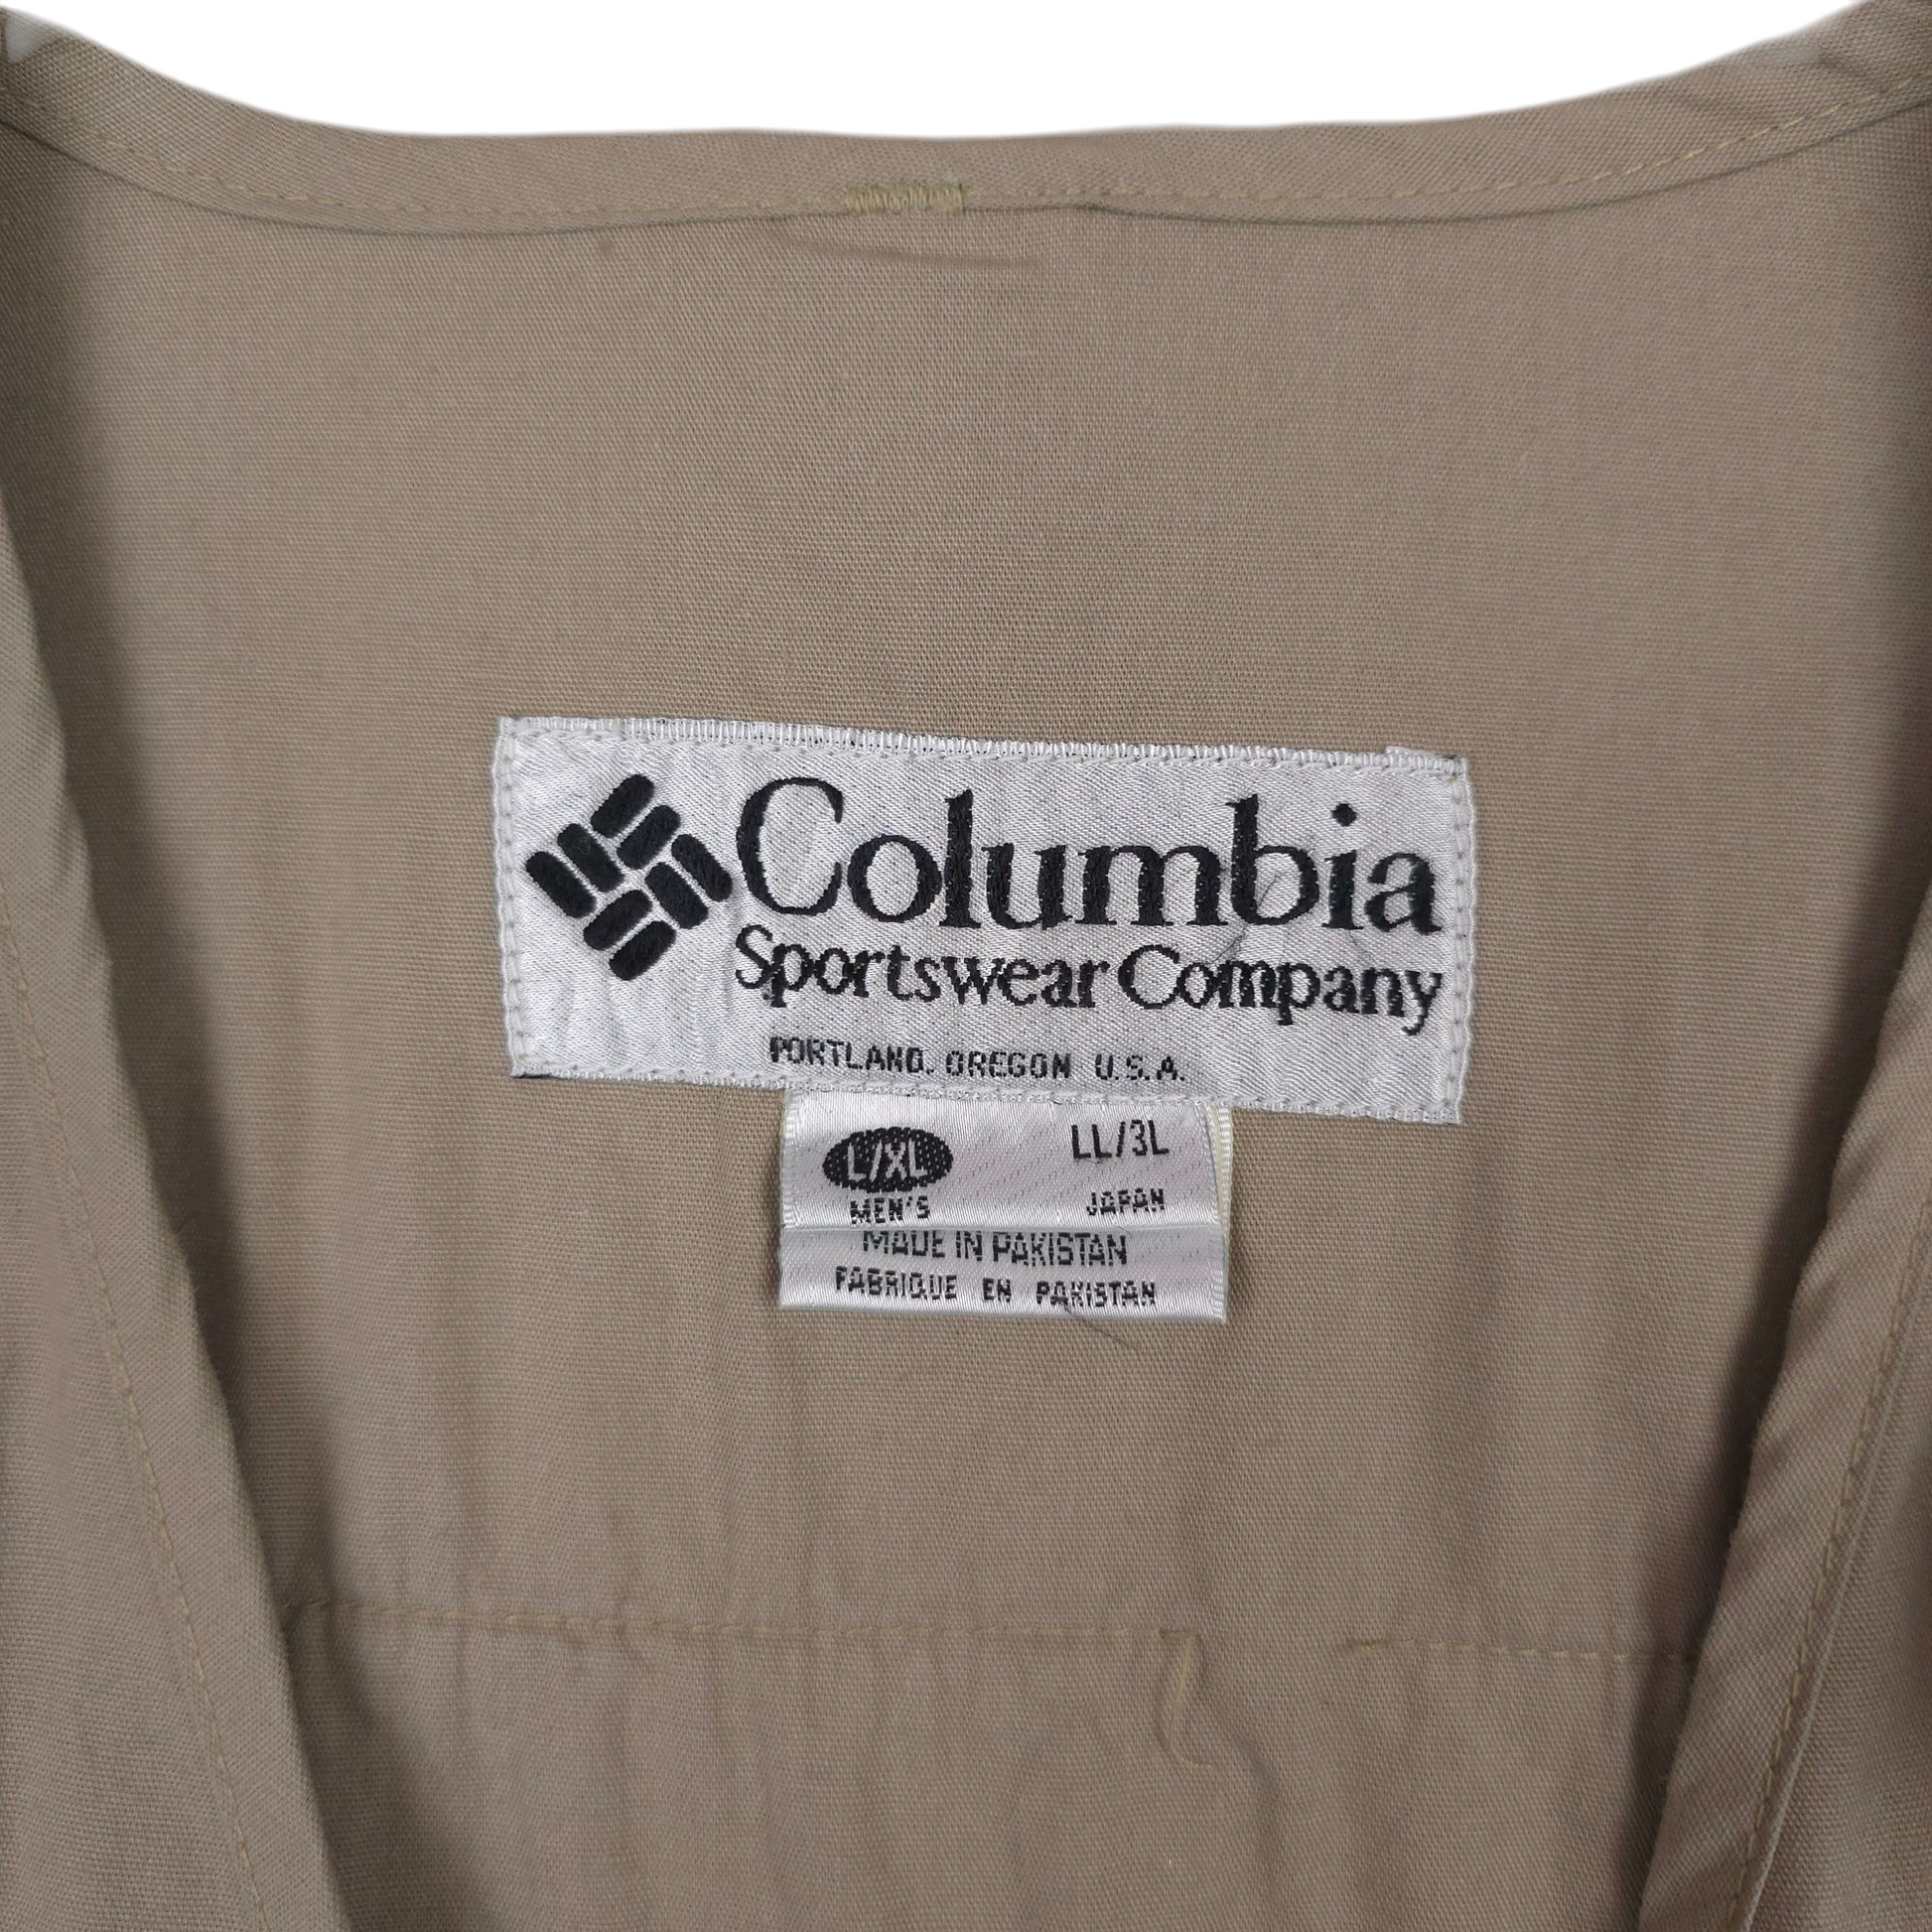 Columbia
Sportswear Company
PORTLAND, OREGON U.S.A.
L/XL LL/3L
MEN'S JAPAN
MADE IN PAKISTAN
FABRIQUE EN PAKISTAN